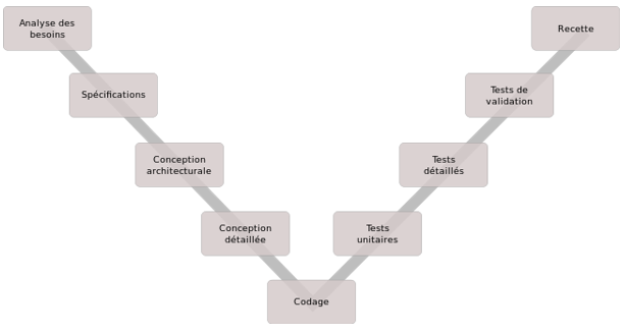 Analyse des
besoins
Recette
Spécifications
Tests de
validation
Conception
architecturale
Tests
détaillés
Conception
détaillée
Tests
unitaires
Codage